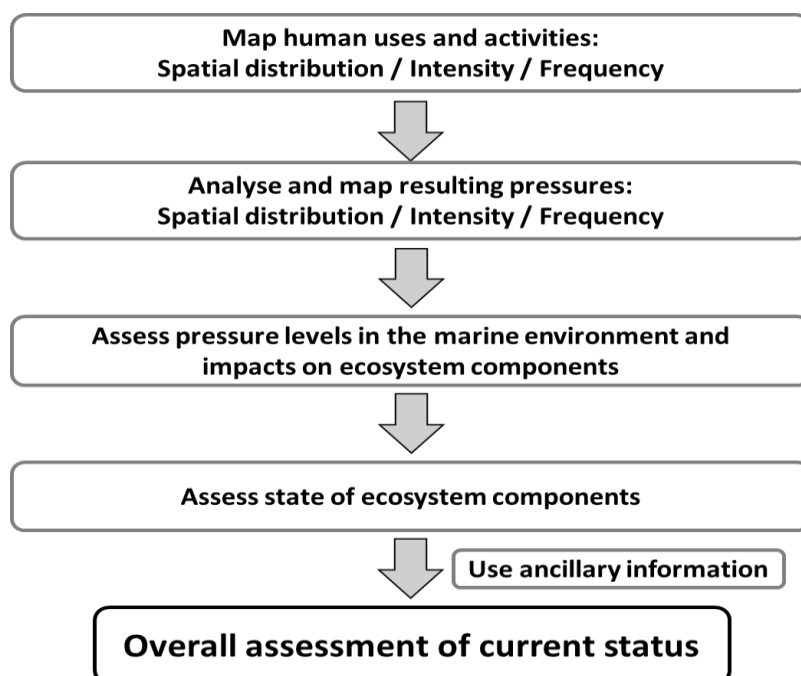 Map human uses and activities:
Spatial distribution / Intensity / Frequency
Analyse and map resulting pressures:
Spatial distribution / Intensity / Frequency
Assess pressure levels in the marine environment and
impacts on ecosystem components
Assess state of ecosystem components
Use ancillary information
Overall assessment of current status